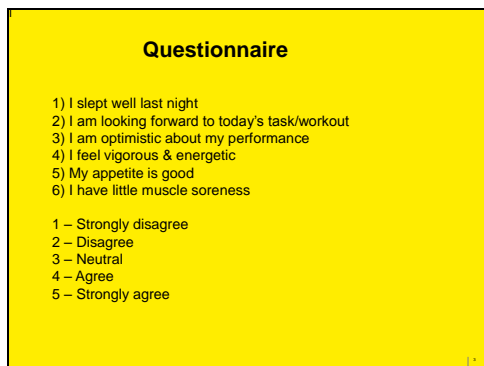 Questionnaire
1) I slept well last night
2) I am looking forward to today's task/workout
3) I am optimistic about my performance
4) I feel vigorous & energetic
5) My appetite is good
6) I have little muscle soreness
1 – Strongly disagree
2 – Disagree
3 – Neutral
4 – Agree
5 – Strongly agree